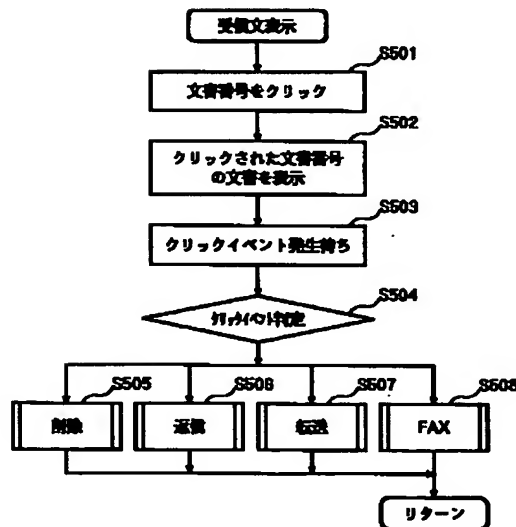 受信文表示
S501
文書番号をクリック
S502
クリックされた文書番号
の文書を表示
S503
クリックイベント発生待ち
S504
クリックイベント判定
S505
S506
S507
S508
削除
返信
転送
FAX
リターン